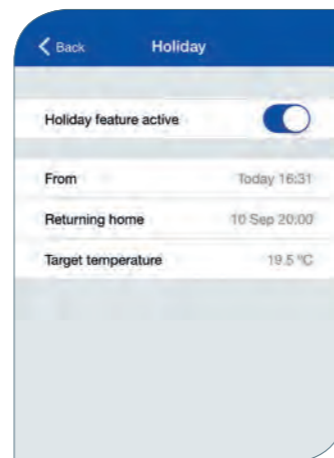 Back Holiday
Holiday feature active
From Today 16:31
Returning home 10 Sep 20:00
Target temperature 19.5 °C